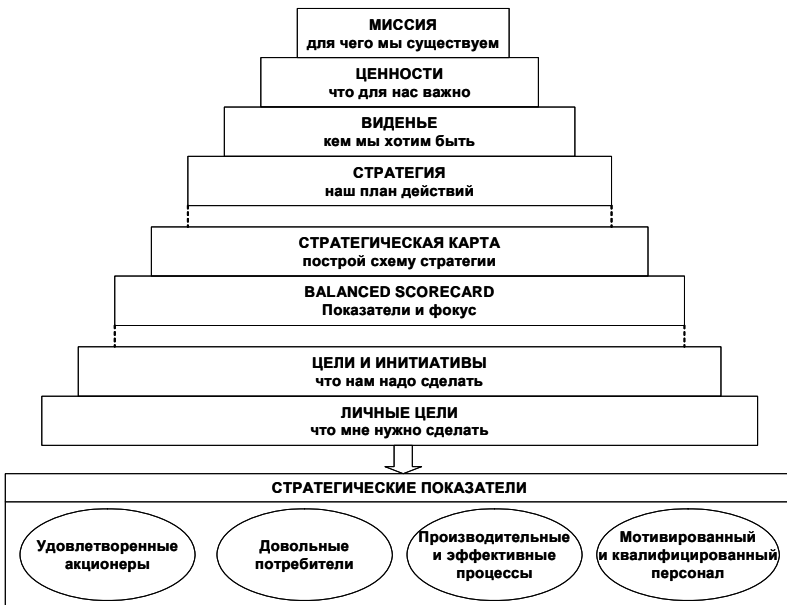 МИССИЯ
для чего мы существуем
ЦЕННОСТИ
что для нас важно
ВИДЕНЬЕ
кем мы хотим быть
СТРАТЕГИЯ
наш план действий
СТРАТЕГИЧЕСКАЯ КАРТА
построй схему стратегии
BALANCED SCORECARD
Показатели и фокус
ЦЕЛИ И ИНИТИАТИВЫ
что нам надо сделать
ЛИЧНЫЕ ЦЕЛИ
что мне нужно сделать
СТРАТЕГИЧЕСКИЕ ПОКАЗАТЕЛИ
Удовлетворенные
акционеры
Довольные
потребители
Производительные
и эффективные
процессы
Мотивированный
и квалифицированный
персонал